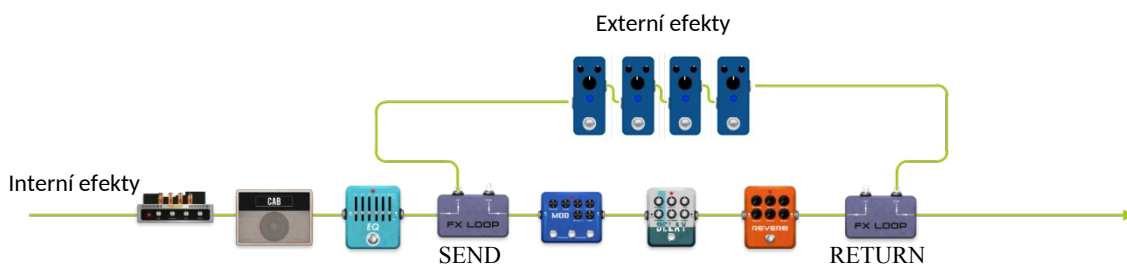 Externí efekty
Interní efekty
CAB
EQ
FX LOOP
MOD
DELAY
REVERB
FX LOOP
SEND
RETURN